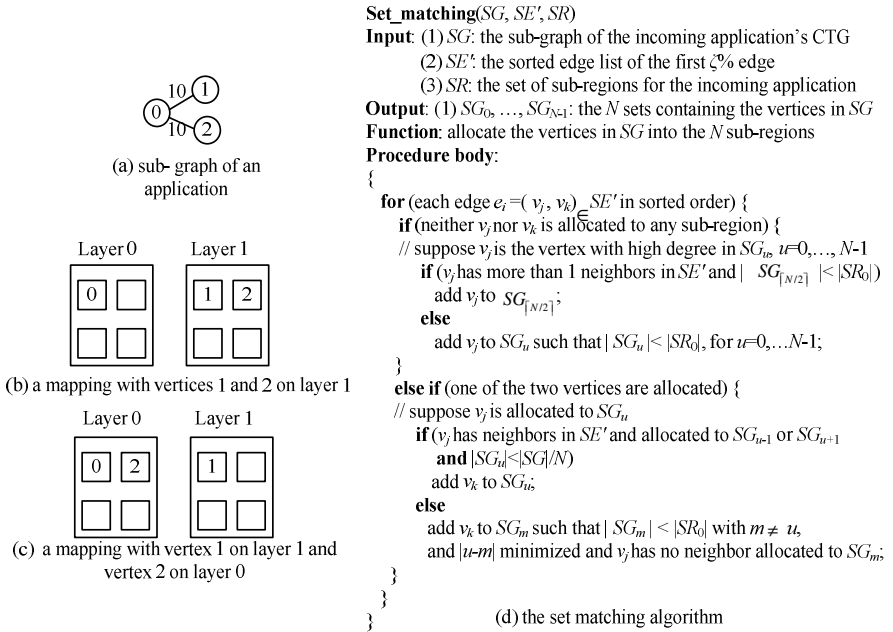 10 1
0
10 2
(a) sub- graph of an
application
Layer 0 Layer 1
0 1 2
(b) a mapping with vertices 1 and 2 on layer 1
Layer 0 Layer 1
0 2 1
(c) a mapping with vertex 1 on layer 1 and
vertex 2 on layer 0
Set_matching(SG, SE', SR)
Input: (1) SG: the sub-graph of the incoming application's CTG
(2) SE': the sorted edge list of the first ζ% edge
(3) SR: the set of sub-regions for the incoming application
Output: (1) SG0, …, SGN-1: the N sets containing the vertices in SG
Function: allocate the vertices in SG into the N sub-regions
Procedure body:
{
for (each edge ei =( vj , vk) ∈ SE' in sorted order) {
if (neither vj nor vk is allocated to any sub-region) {
// suppose vj is the vertex with high degree in SGu, u=0,…, N-1
if (vj has more than 1 neighbors in SE' and | SG⌈N/2⌉ |<|SR0|)
add vj to SG⌈N/2⌉;
else
add vj to SGu such that | SGu|< |SR0|, for u=0,…N-1;
}
else if (one of the two vertices are allocated) {
// suppose vj is allocated to SGu
if (vj has neighbors in SE' and allocated to SGu-1 or SGu+1
and |SGu|<|SG|/N)
add vk to SGu;
else
add vk to SGm such that | SGm| < |SR0| with m≠ u,
and |u-m| minimized and vj has no neighbor allocated to SGm;
}
}
}
(d) the set matching algorithm